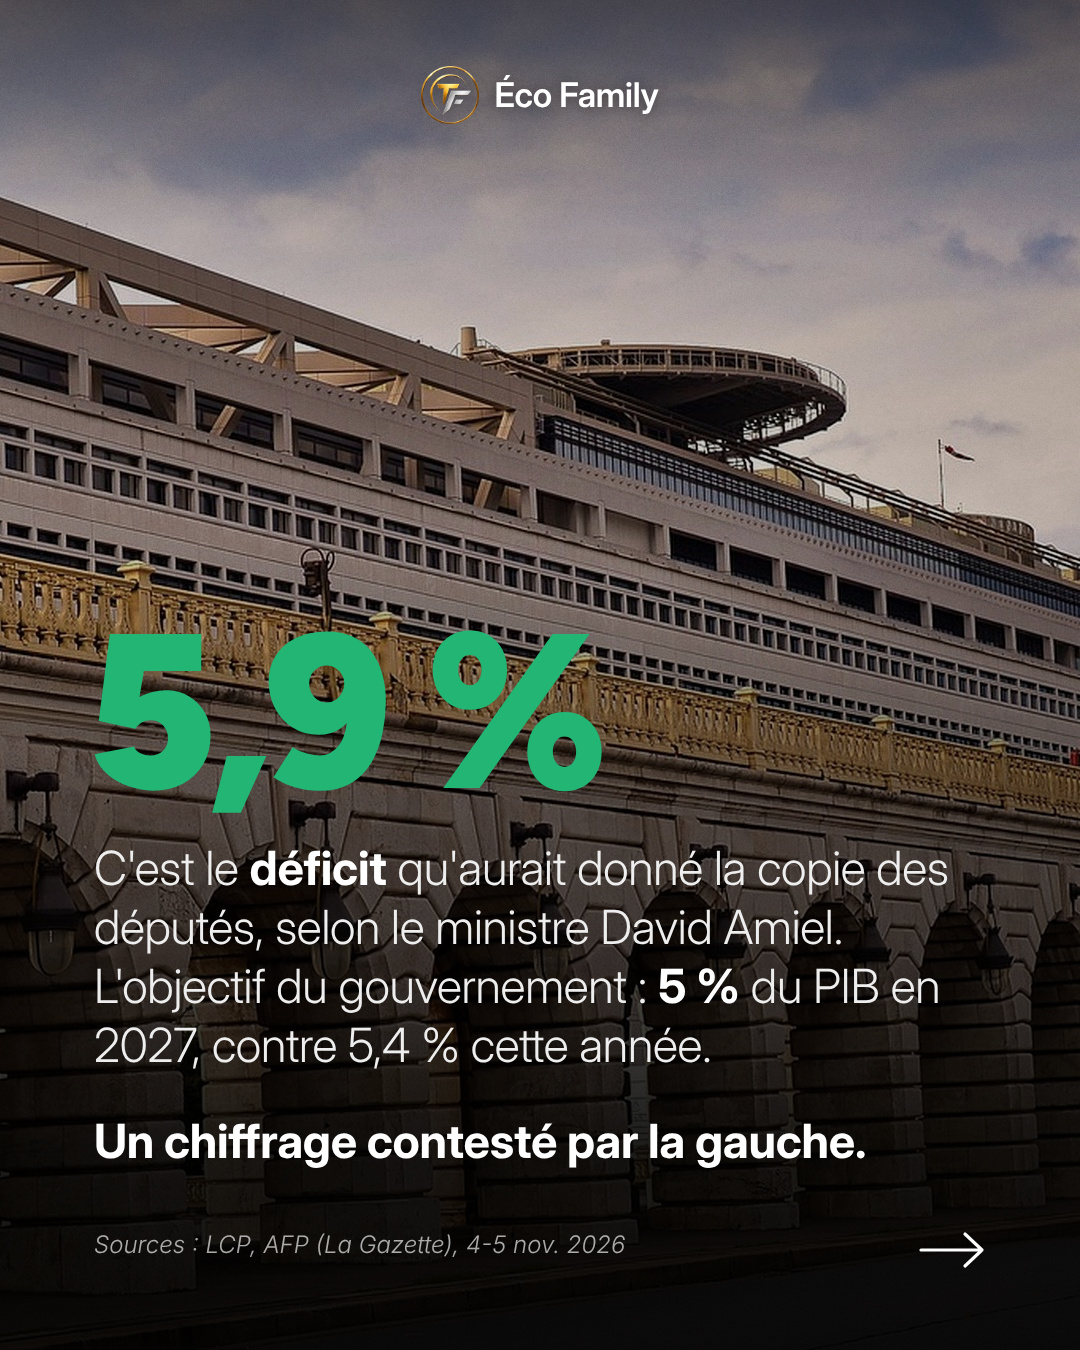 TF Éco Family
5,9 %
C'est le déficit qu'aurait donné la copie des
députés, selon le ministre David Amiel.
L'objectif du gouvernement : 5 % du PIB en
2027, contre 5,4 % cette année.
Un chiffrage contesté par la gauche.
Sources : LCP, AFP (La Gazette), 4-5 nov. 2026